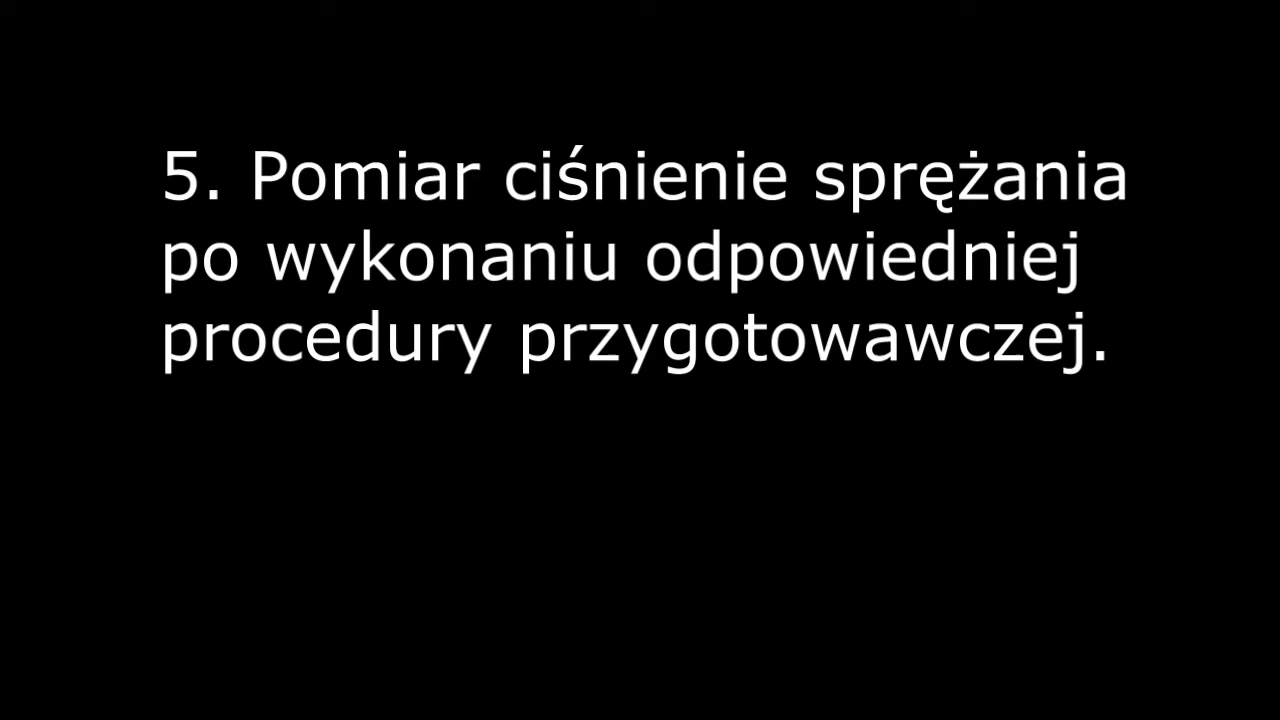 5. Pomiar ciśnienie sprężania
po wykonaniu odpowiedniej
procedury przygotowawczej.